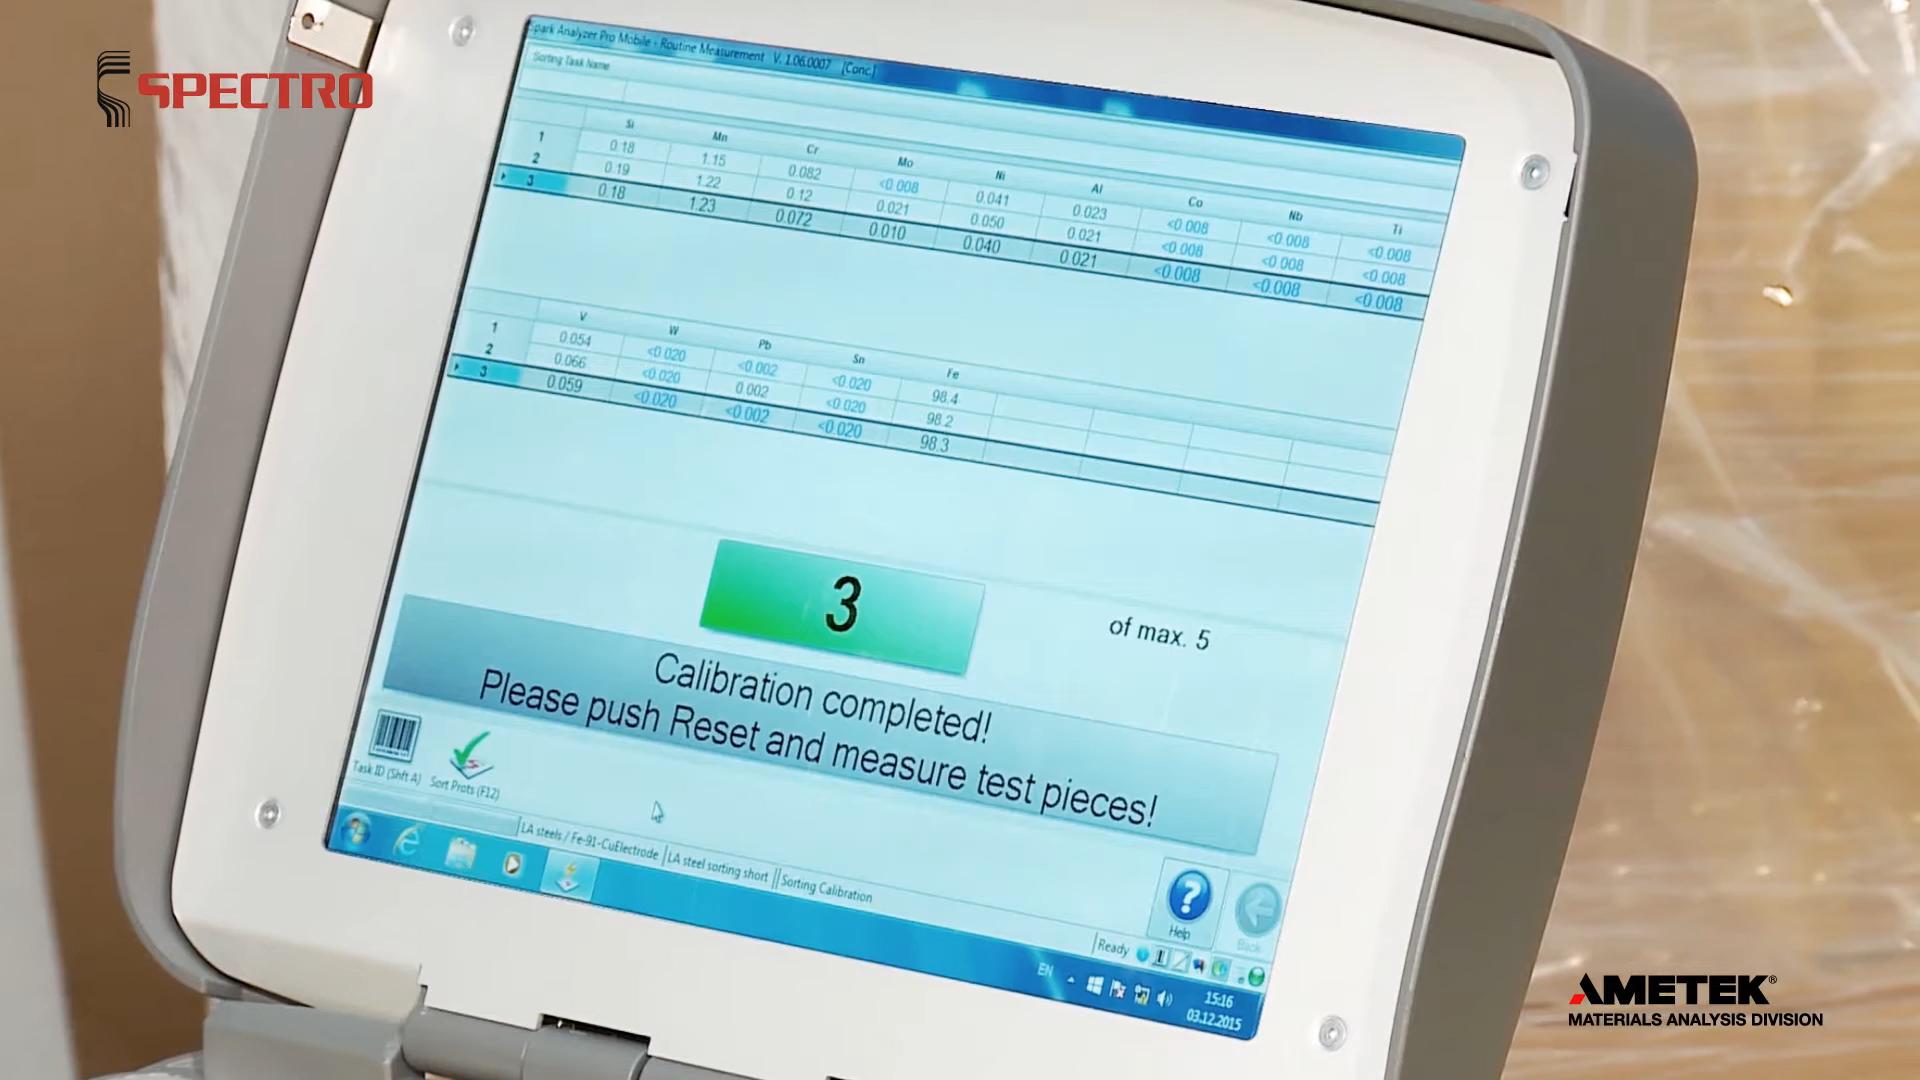 SPECTRO
Spark Analyzer Pro Mobile - Routine Measurement V. 1.06.0007 [Conc.]
Sorting Task Name
Si Mn Cr Mo Ni Al Co Nb Ti
1 0.18 1.15 0.082 <0.008 0.041 0.023 <0.008 <0.008 <0.008
2 0.19 1.22 0.12 0.021 0.050 0.021 <0.008 <0.008 <0.008
3 0.18 1.23 0.072 0.010 0.040 0.021 <0.008 <0.008 <0.008
V W Pb Sn Fe
1 0.054 <0.020 <0.002 <0.020 98.4
2 0.066 <0.020 0.002 <0.020 98.2
3 0.059 <0.020 <0.002 <0.020 98.3
3
of max. 5
Calibration completed!
Please push Reset and measure test pieces!
Task ID (Shft A)
Sort Prots (F12)
LA steels / Fe-91-CuElectrode
LA steel sorting short
Sorting Calibration
Help
Back
Ready
EN
15:16
03.12.2015
AMETEK®
MATERIALS ANALYSIS DIVISION